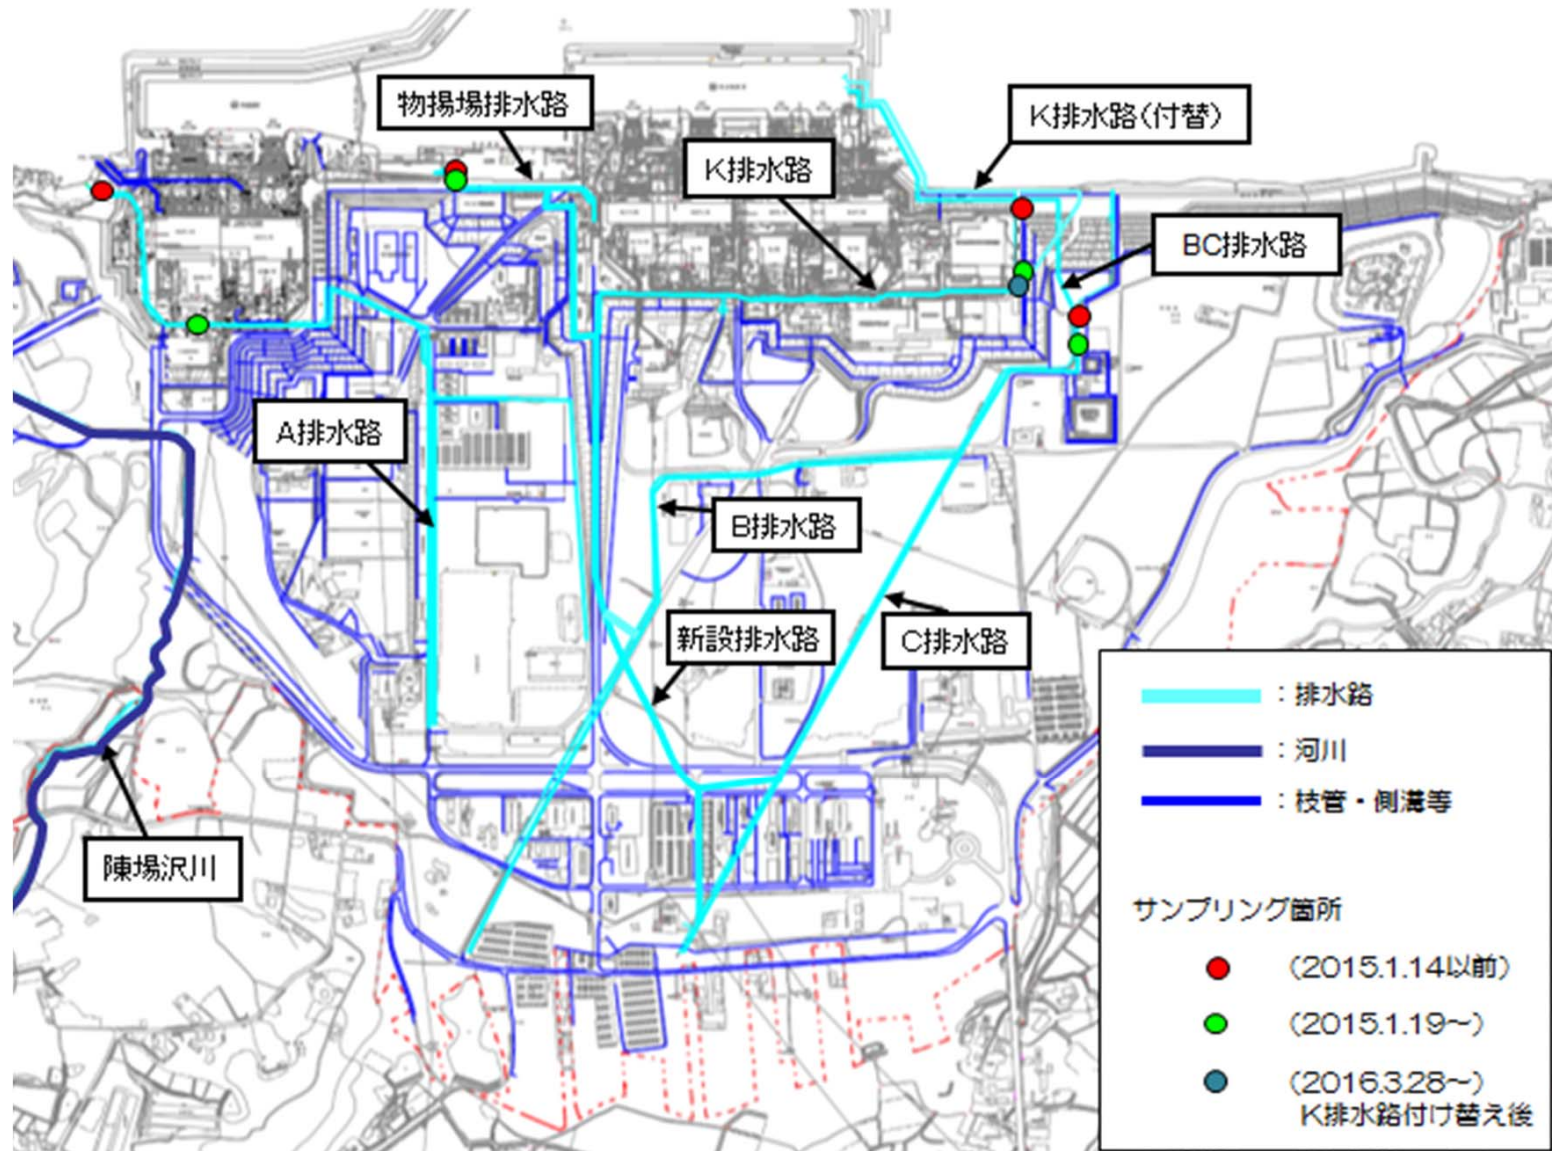 物揚場排水路
K排水路(付替)
K排水路
BC排水路
A排水路
B排水路
新設排水路
C排水路
陳場沢川
:排水路
:河川
:枝管・側溝等
サンプリング箇所
(2015.1.14以前)
(2015.1.19～)
(2016.3.28～)
K排水路付け替え後